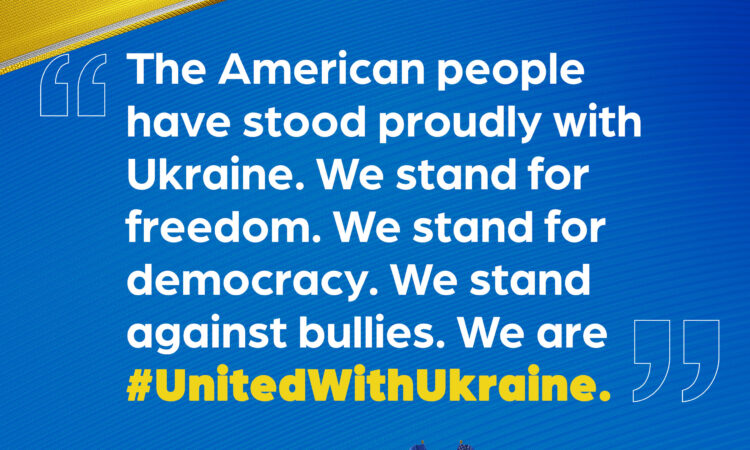 “The American people
have stood proudly with
Ukraine. We stand for
freedom. We stand for
democracy. We stand
against bullies. We are
#UnitedWithUkraine.”